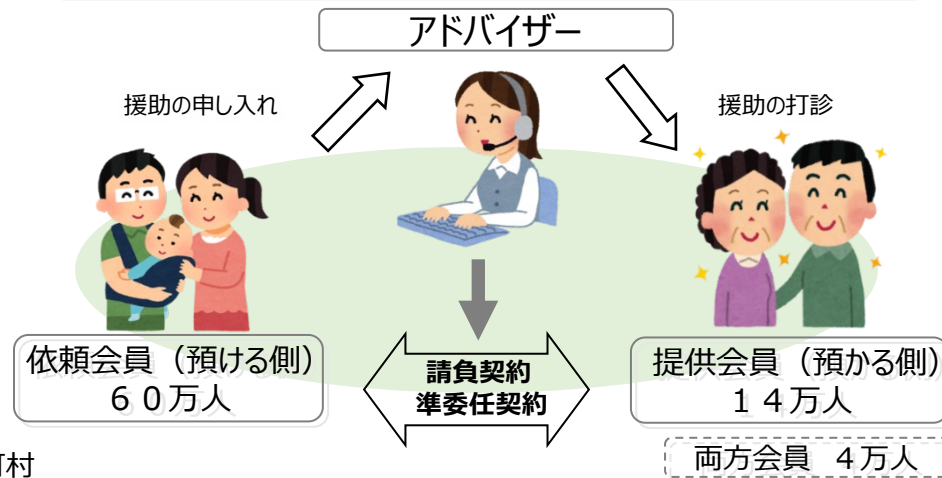 アドバイザー
援助の申し入れ
援助の打診
依頼会員（預ける側）
６０万人
請負契約
準委任契約
提供会員（預かる側）
１４万人
両方会員　４万人
町村